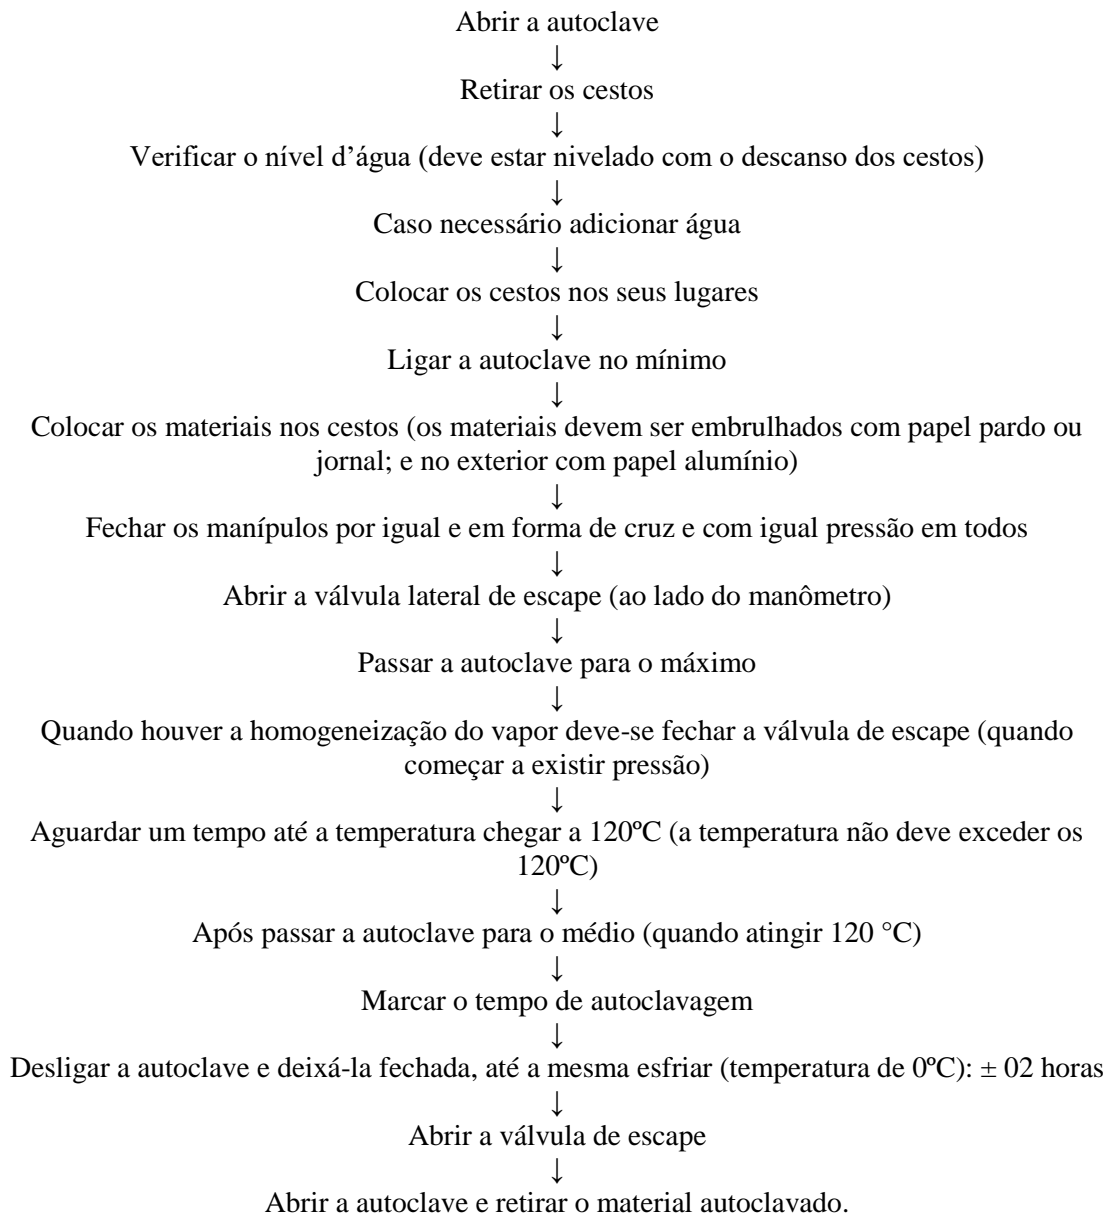 Abrir a autoclave
↓
Retirar os cestos
↓
Verificar o nível d’água (deve estar nivelado com o descanso dos cestos)
↓
Caso necessário adicionar água
↓
Colocar os cestos nos seus lugares
↓
Ligar a autoclave no mínimo
↓
Colocar os materiais nos cestos (os materiais devem ser embrulhados com papel pardo ou
jornal; e no exterior com papel alumínio)
↓
Fechar os manípulos por igual e em forma de cruz e com igual pressão em todos
↓
Abrir a válvula lateral de escape (ao lado do manômetro)
↓
Passar a autoclave para o máximo
↓
Quando houver a homogeneização do vapor deve-se fechar a válvula de escape (quando
começar a existir pressão)
↓
Aguardar um tempo até a temperatura chegar a 120ºC (a temperatura não deve exceder os
120ºC)
↓
Após passar a autoclave para o médio (quando atingir 120 °C)
↓
Marcar o tempo de autoclavagem
↓
Desligar a autoclave e deixá-la fechada, até a mesma esfriar (temperatura de 0ºC): ± 02 horas
↓
Abrir a válvula de escape
↓
Abrir a autoclave e retirar o material autoclavado.